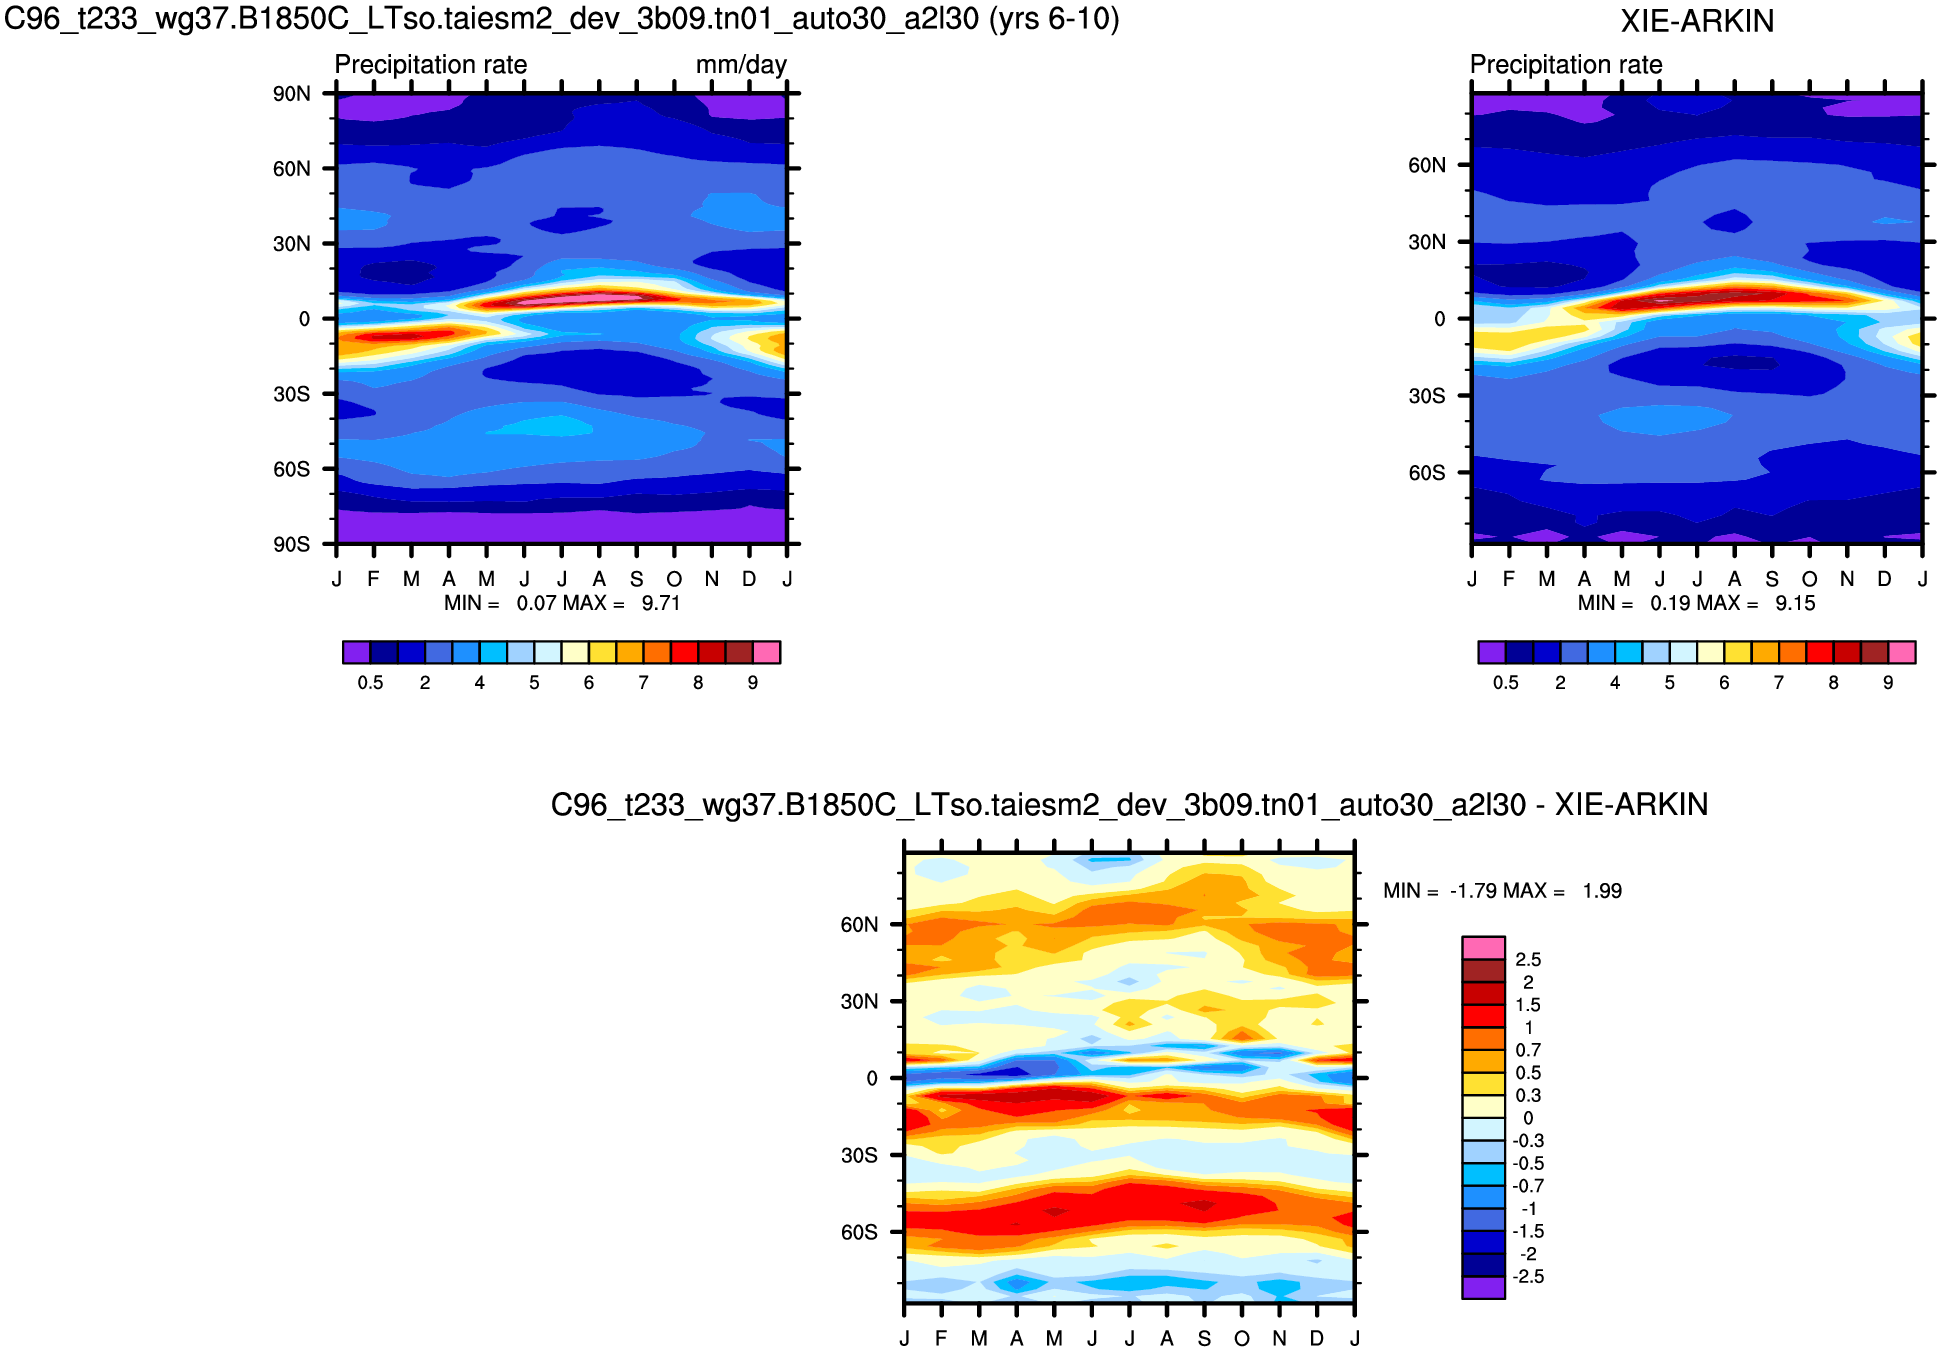 C96_t233_wg37.B1850C_LTso.taiesm2_dev_3b09.tn01_auto30_a2l30 (yrs 6-10)
Precipitation rate mm/day
90N
60N
30N
0
30S
60S
90S
J F M A M J J A S O N D J
MIN = 0.07 MAX = 9.71
0.5 2 4 5 6 7 8 9
XIE-ARKIN
Precipitation rate
60N
30N
0
30S
60S
J F M A M J J A S O N D J
MIN = 0.19 MAX = 9.15
0.5 2 4 5 6 7 8 9
C96_t233_wg37.B1850C_LTso.taiesm2_dev_3b09.tn01_auto30_a2l30 - XIE-ARKIN
60N
30N
0
30S
60S
J F M A M J J A S O N D J
MIN = -1.79 MAX = 1.99
2.5
2
1.5
1
0.7
0.5
0.3
0
-0.3
-0.5
-0.7
-1
-1.5
-2
-2.5